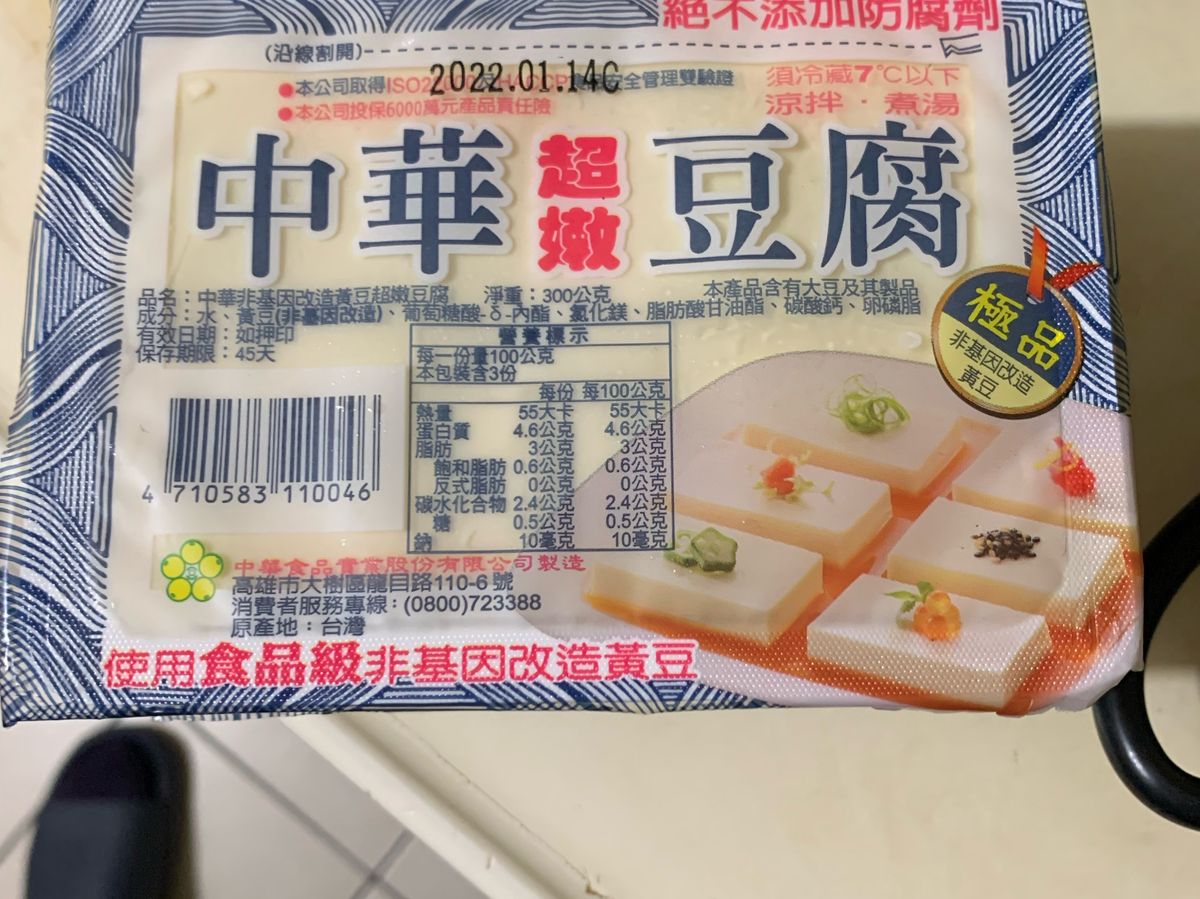 絕不添加防腐劑
(沿線割開)
2022.01.14C
●本公司取得ISO2 安全管理雙驗證
●本公司投保6000萬元產品責任險
須冷藏7℃以下
涼拌．煮湯
中華超嫩豆腐
品名：中華非基因改造黃豆超嫩豆腐 淨重：300公克 本產品含有大豆及其製品
成分：水、黃豆(非基因改造)、葡萄糖酸-δ-內酯、氯化鎂、脂肪酸甘油酯、碳酸鈣、卵磷脂
有效日期：如押印
保存期限：45天
極品
非基因改造
黃豆
營養標示
每一份量100公克
本包裝含3份
每份 每100公克
熱量 55大卡 55大卡
蛋白質 4.6公克 4.6公克
脂肪 3公克 3公克
飽和脂肪 0.6公克 0.6公克
反式脂肪 0公克 0公克
碳水化合物 2.4公克 2.4公克
糖 0.5公克 0.5公克
鈉 10毫克 10毫克
4 710583 110046
中華食品實業股份有限公司製造
高雄市大樹區龍目路110-6號
消費者服務專線：(0800)723388
原產地：台灣
使用食品級非基因改造黃豆